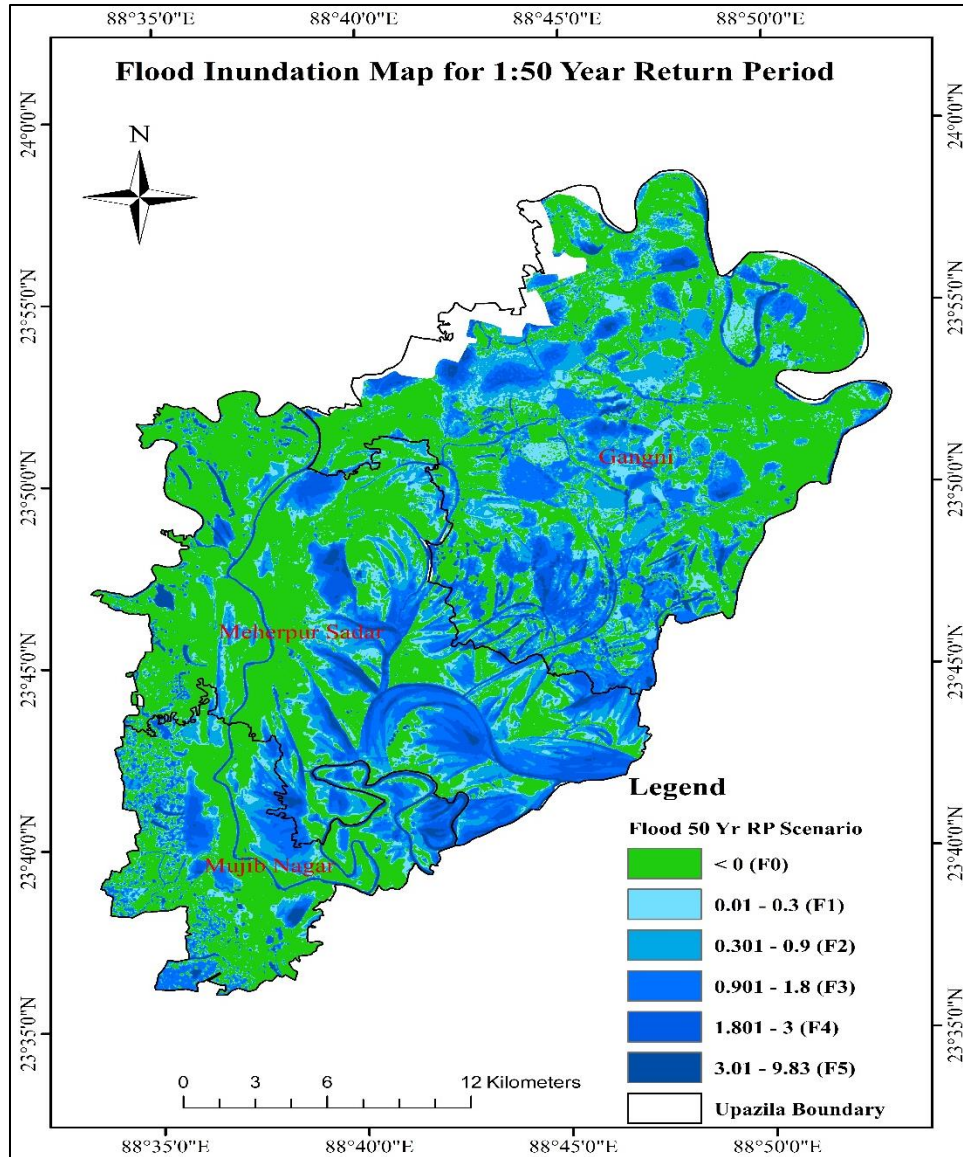 88°35'0"E 88°40'0"E 88°45'0"E 88°50'0"E
Flood Inundation Map for 1:50 Year Return Period
N
24°0'0"N 24°0'0"N
23°55'0"N 23°55'0"N
23°50'0"N 23°50'0"N
Gangni
Meherpur Sadar
23°45'0"N 23°45'0"N
Mujib Nagar
23°40'0"N 23°40'0"N
23°35'0"N 23°35'0"N
Legend
Flood 50 Yr RP Scenario
< 0 (F0)
0.01 - 0.3 (F1)
0.301 - 0.9 (F2)
0.901 - 1.8 (F3)
1.801 - 3 (F4)
3.01 - 9.83 (F5)
Upazila Boundary
0 3 6 12 Kilometers
88°35'0"E 88°40'0"E 88°45'0"E 88°50'0"E